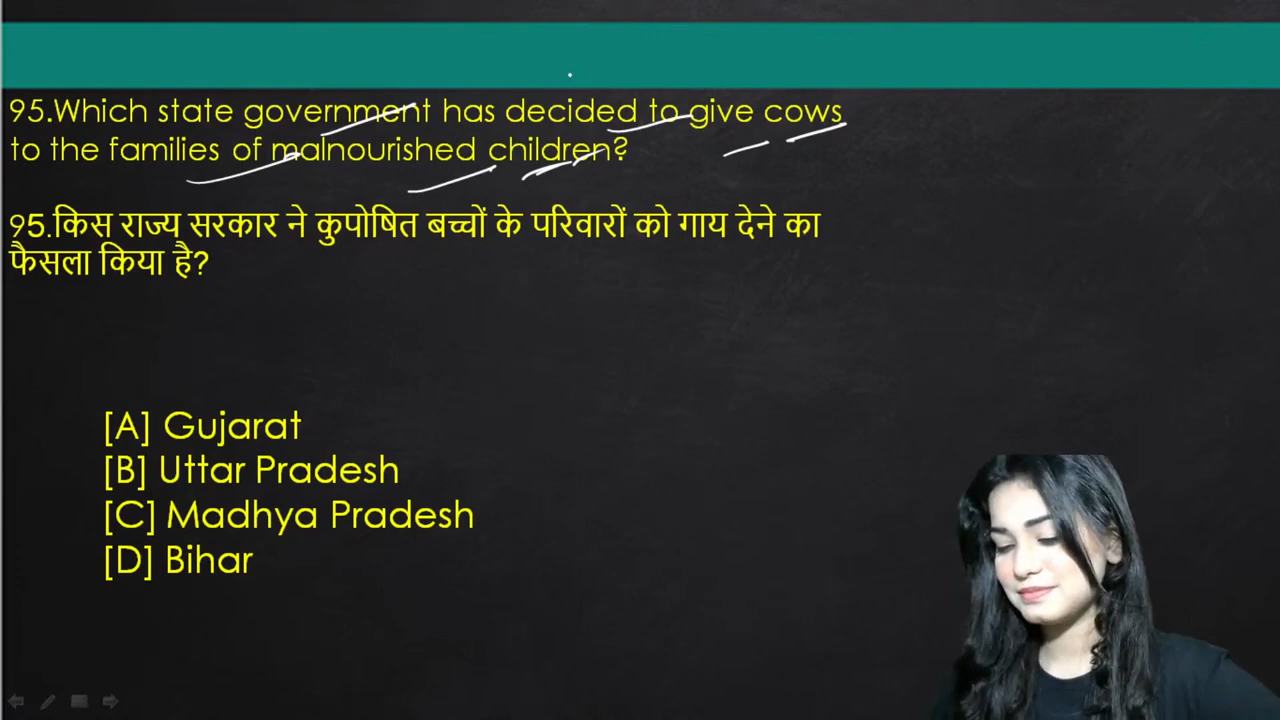 95.Which state government has decided to give cows
to the families of malnourished children?
95.किस राज्य सरकार ने कुपोषित बच्चों के परिवारों को गाय देने का
फैसला किया है?
[A] Gujarat
[B] Uttar Pradesh
[C] Madhya Pradesh
[D] Bihar